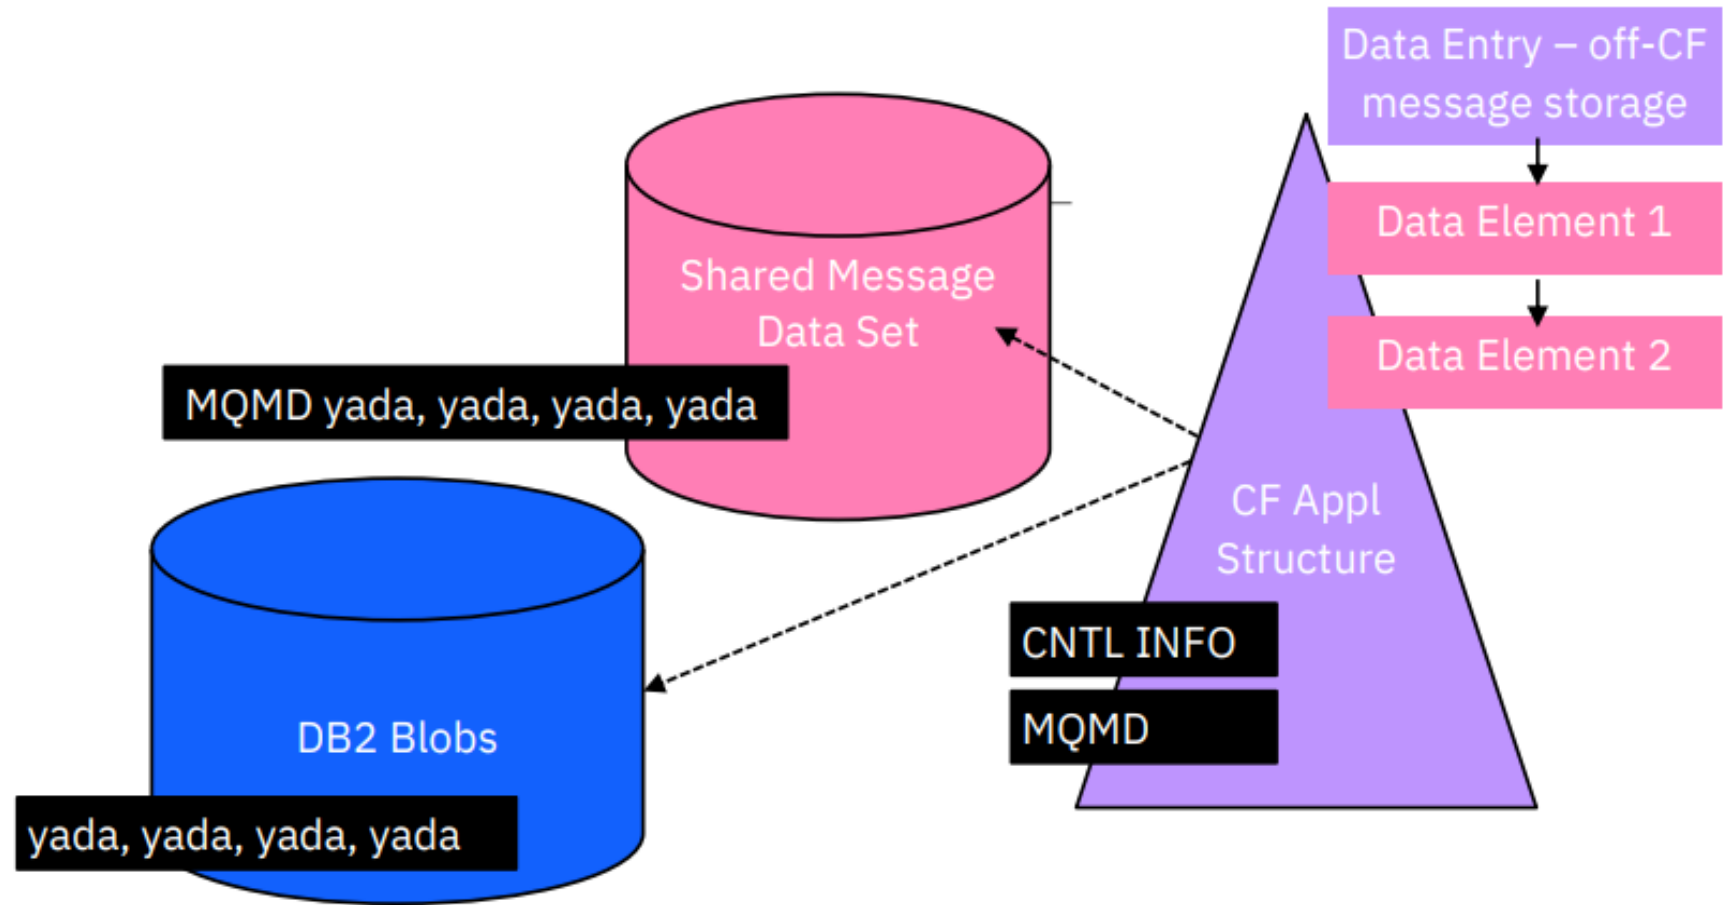 Data Entry – off-CF
message storage
Data Element 1
Data Element 2
Shared Message
Data Set
MQMD yada, yada, yada, yada
CF Appl
Structure
CNTL INFO
MQMD
DB2 Blobs
yada, yada, yada, yada